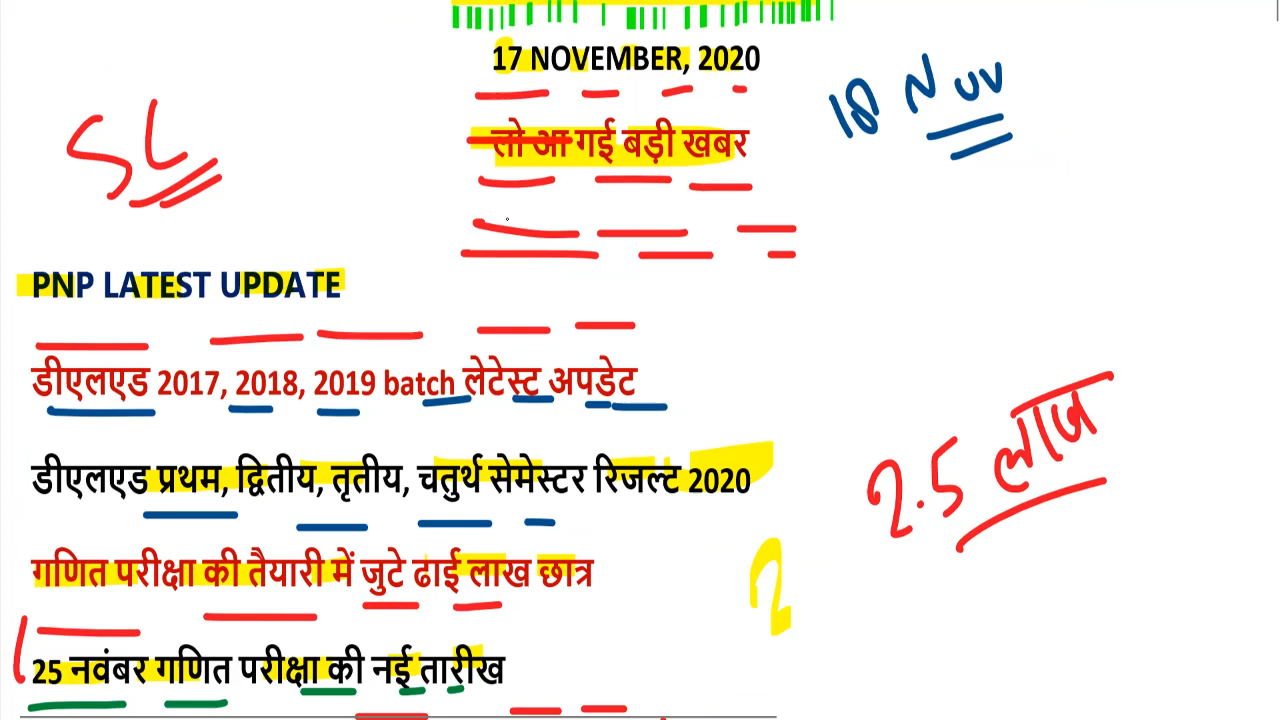 17 NOVEMBER, 2020
18 Nov
लो आ गई बड़ी खबर
SL
PNP LATEST UPDATE
डीएलएड 2017, 2018, 2019 batch लेटेस्ट अपडेट
डीएलएड प्रथम, द्वितीय, तृतीय, चतुर्थ सेमेस्टर रिजल्ट 2020
2.5 लाख
गणित परीक्षा की तैयारी में जुटे ढाई लाख छात्र
2
25 नवंबर गणित परीक्षा की नई तारीख